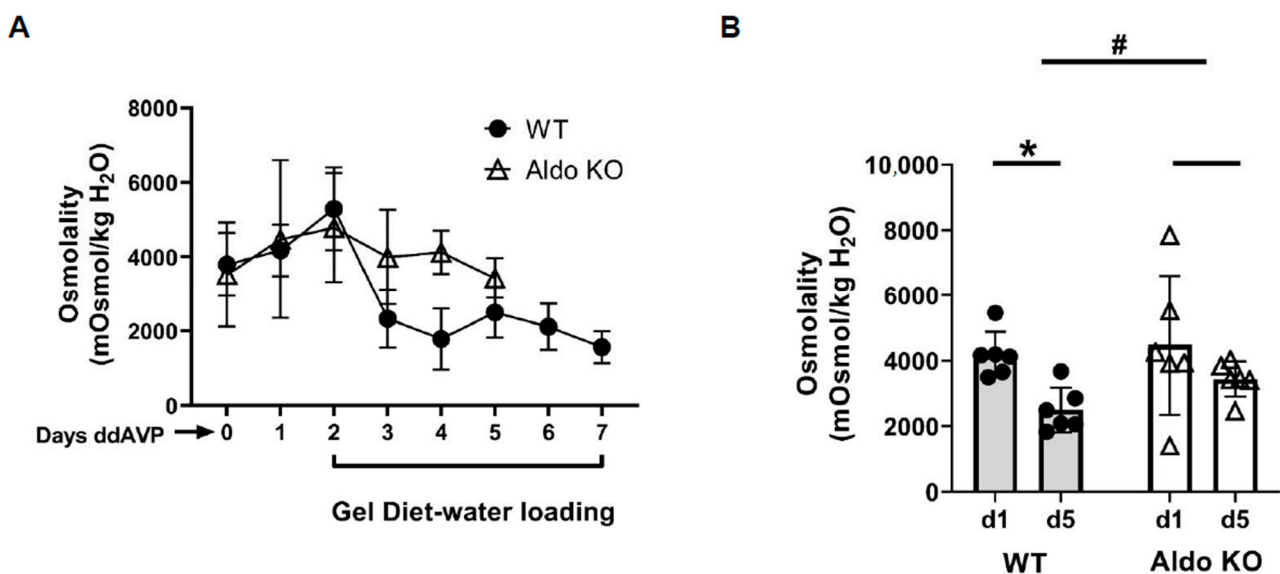 A
Osmolality
(mOsmol/kg H₂O)
8000
6000
4000
2000
0
WT
Aldo KO
Days ddAVP
0 1 2 3 4 5 6 7
Gel Diet-water loading
B
#
*
Osmolality
(mOsmol/kg H₂O)
10,000
8000
6000
4000
2000
0
d1 d5 d1 d5
WT Aldo KO